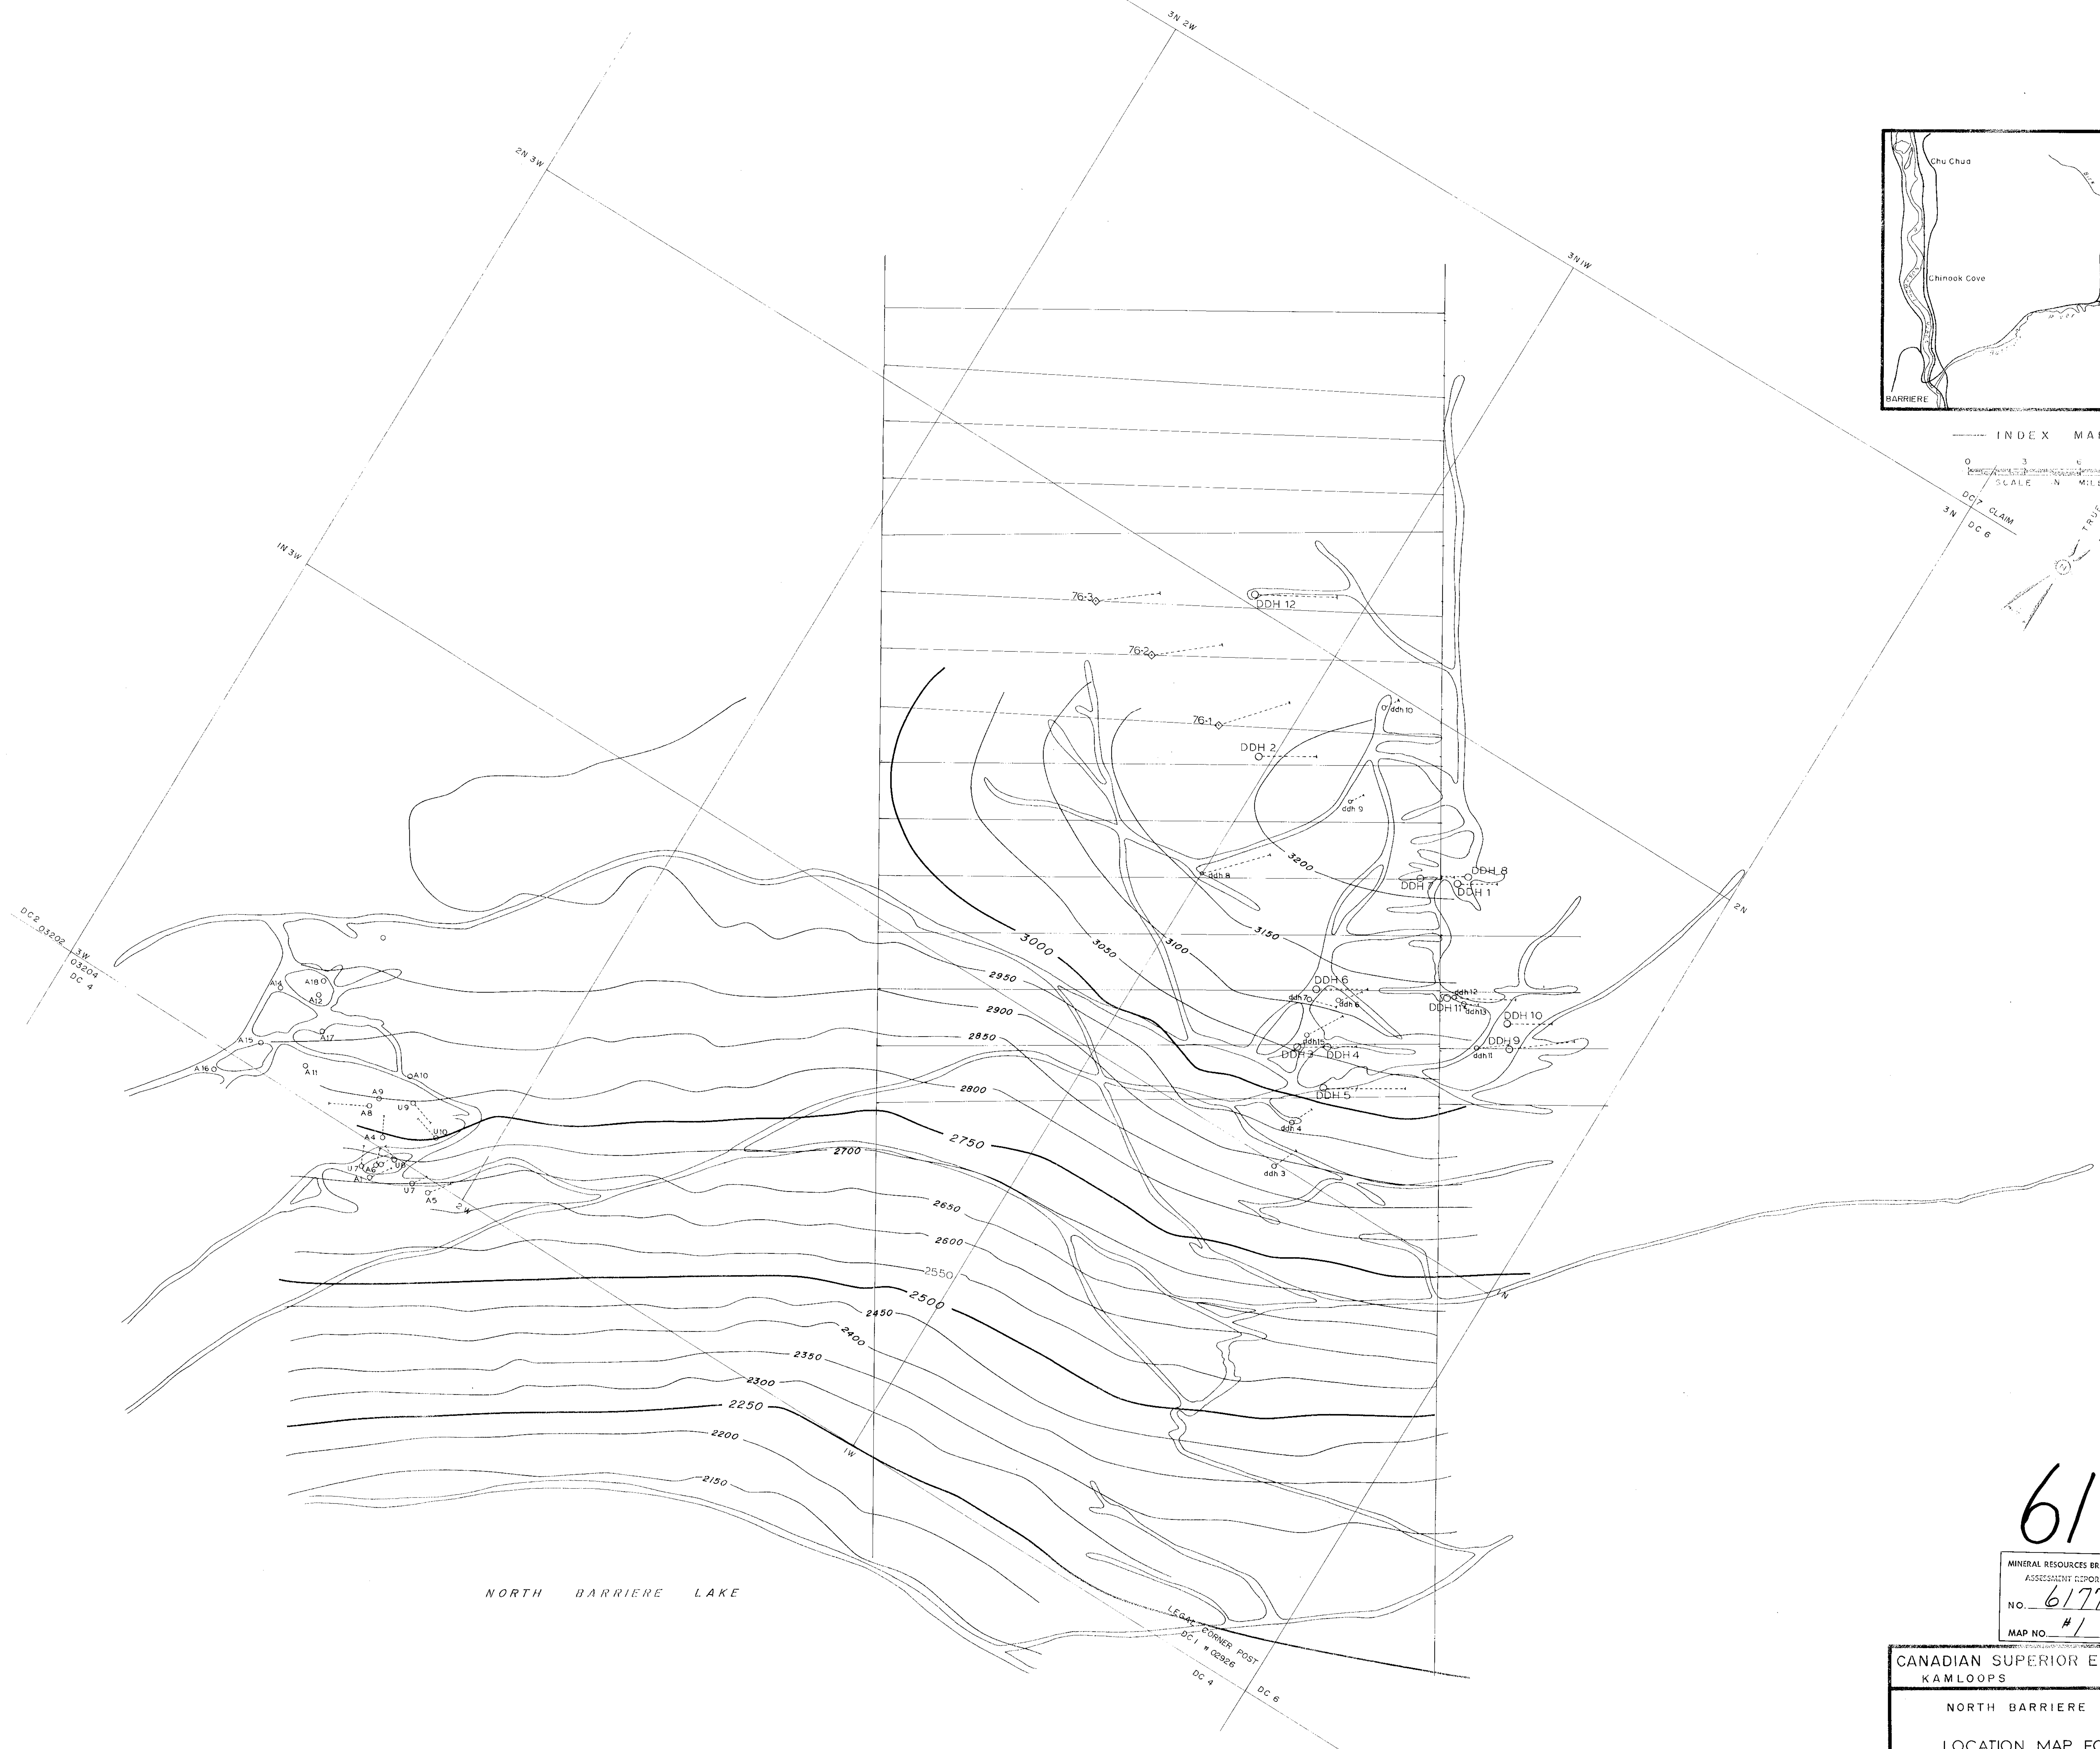 3N 2W
2N 3W
3N 1W
1N 3W
Chu Chua
Chinook Cove
BARRIERE
INDEX MA
0 3 6
SCALE IN MIL
DC 7 CLAIM
3N DC 6
TRUE
76-3
DDH 12
76-2
76-1
ddh 10
DDH 2
ddh 9
3200
ddh 8
DDH 7
DDH 8
DDH 1
2N
DC 2
03202 3W
03204
DC 4
3000
3050
3100
3150
2950
2900
2850
2800
2750
2700
2650
2600
2550
2500
2450
2400
2350
2300
2250
2200
2150
A14
A18
A12
A15
A17
A16
A11
A10
A9
A8
U9
A4
U10
U7
A6
U8
A1
U7
A5
2W
DDH 6
ddh 7
ddh 6
ddh 12
DDH 11
ddh 13
DDH 10
DDH 9
ddh 11
ddh 15
DDH 3
DDH 4
DDH 5
ddh 4
ddh 3
1N
1W
NORTH BARRIERE LAKE
LEGAL CORNER POST
DC 1 # 02926
DC 4
DC 6
61
MINERAL RESOURCES BR
ASSESSMENT REPOR
NO. 617
MAP NO. #1
CANADIAN SUPERIOR E
KAMLOOPS
NORTH BARRIERE
LOCATION MAP FO